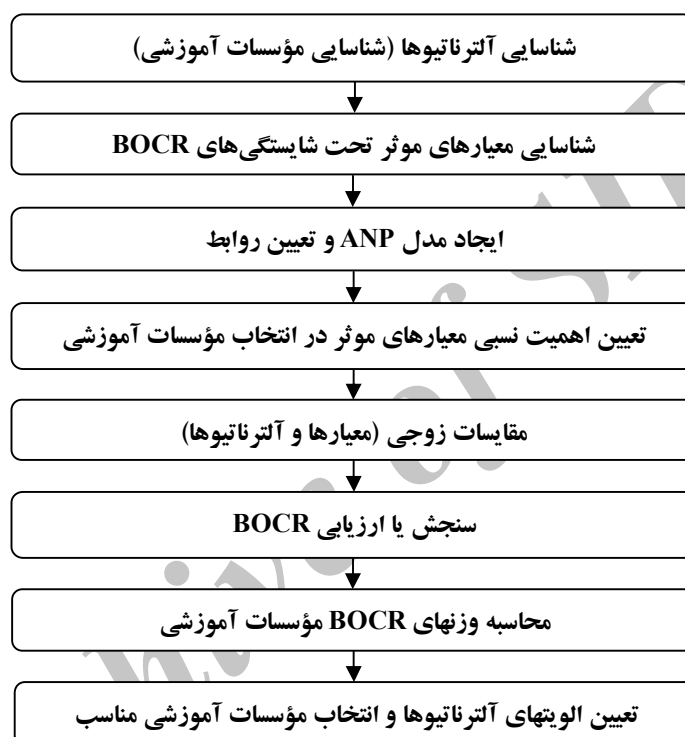 شناسایی آلترناتیوها (شناسایی مؤسسات آموزشی)
شناسایی معیارهای موثر تحت شایستگی‌های BOCR
ایجاد مدل ANP و تعیین روابط
تعیین اهمیت نسبی معیارهای موثر در انتخاب مؤسسات آموزشی
مقایسات زوجی (معیارها و آلترناتیوها)
سنجش یا ارزیابی BOCR
محاسبه وزنهای BOCR مؤسسات آموزشی
تعیین الویتهای آلترناتیوها و انتخاب مؤسسات آموزشی مناسب